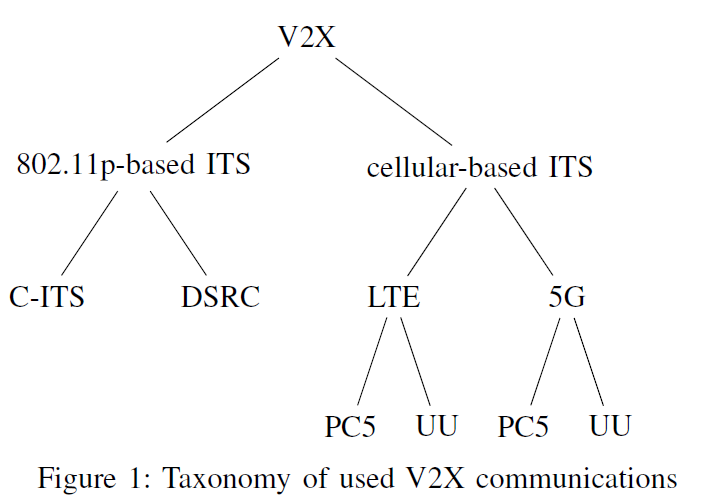 V2X
802.11p-based ITS cellular-based ITS
C-ITS DSRC LTE 5G
PC5 UU PC5 UU
Figure 1: Taxonomy of used V2X communications